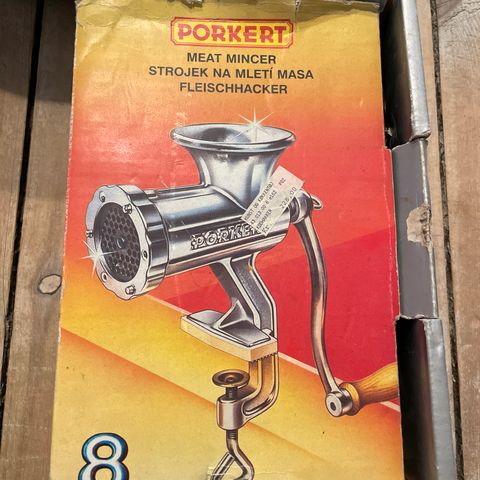 PORKERT
MEAT MINCER
STROJEK NA MLETÍ MASA
FLEISCHHACKER
PORKERT
8